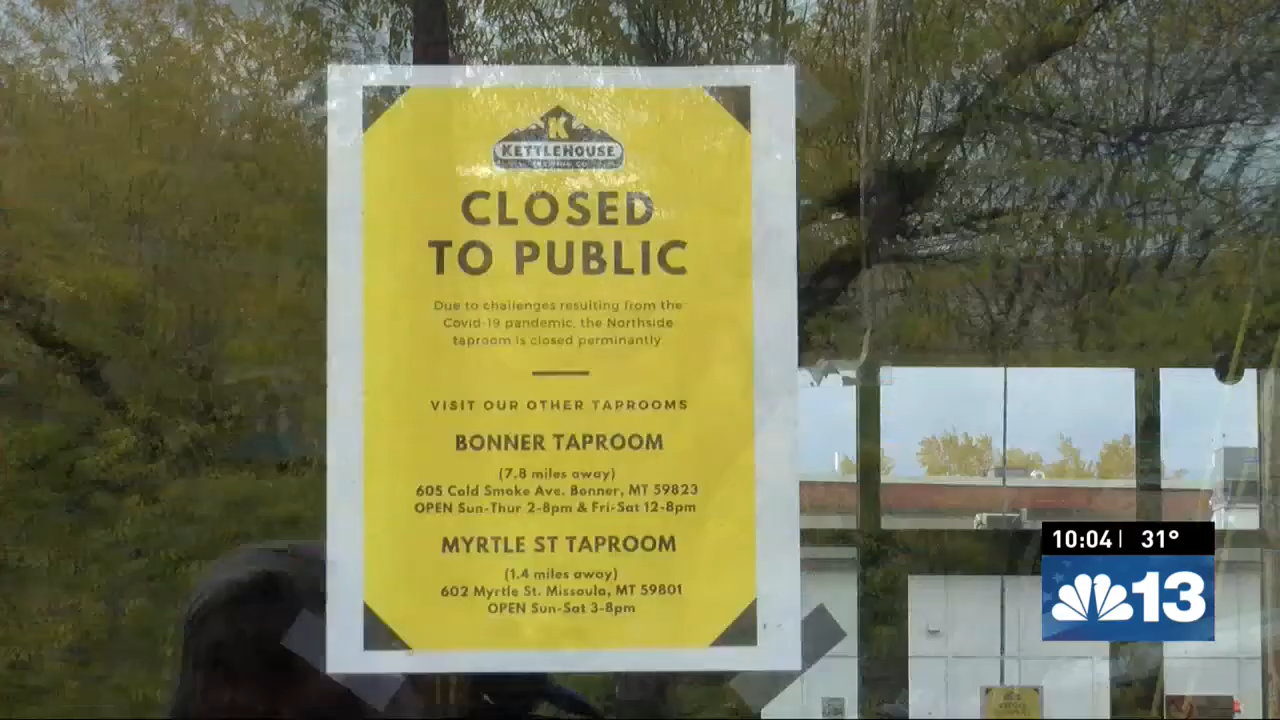 K
KETTLEHOUSE
BREWING CO
CLOSED
TO PUBLIC
Due to challenges resulting from the
Covid-19 pandemic, the Northside
taproom is closed perminantly
VISIT OUR OTHER TAPROOMS
BONNER TAPROOM
(7.8 miles away)
605 Cold Smoke Ave. Bonner, MT 59823
OPEN Sun-Thur 2-8pm & Fri-Sat 12-8pm
MYRTLE ST TAPROOM
(1.4 miles away)
602 Myrtle St. Missoula, MT 59801
OPEN Sun-Sat 3-8pm
10:04 31°
13